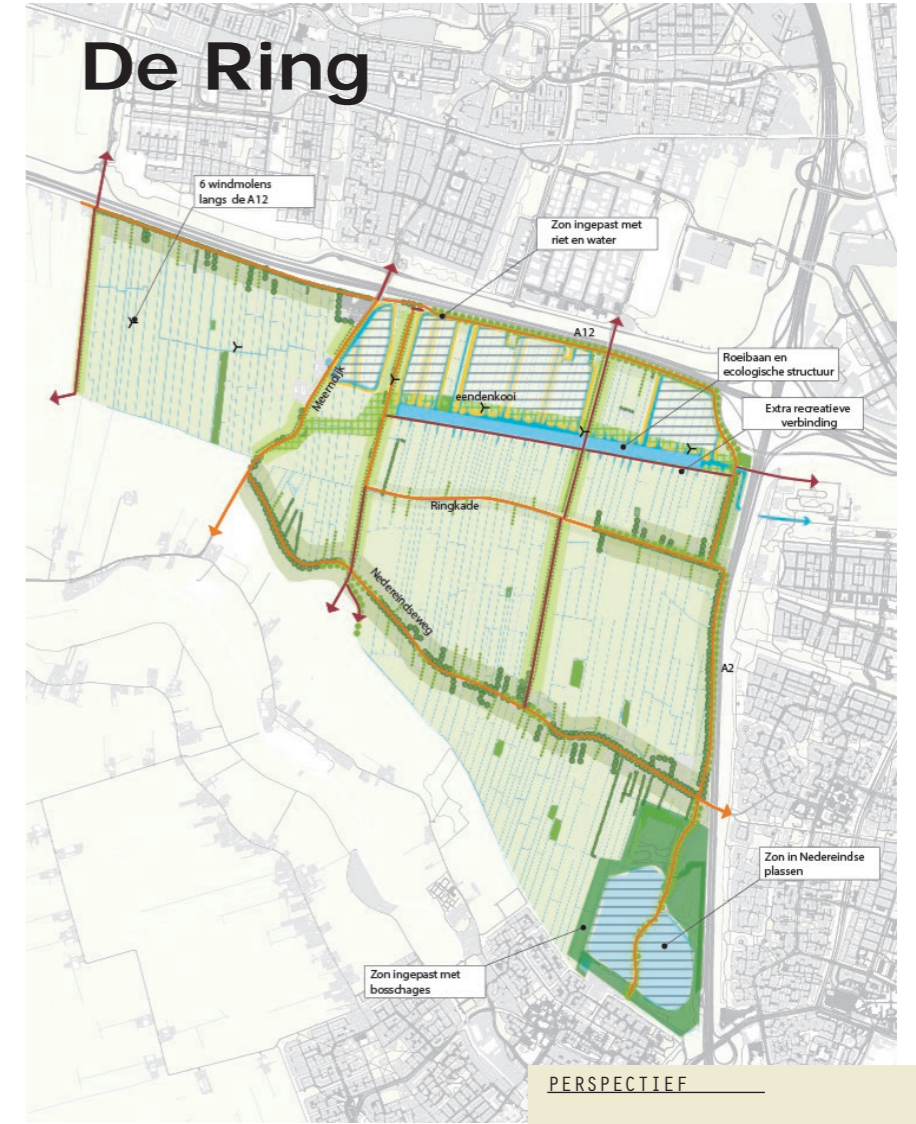 De Ring
6 windmolens
langs de A12
Zon ingepast met
riet en water
A12
Roeibaan en
ecologische structuur
Meerndijk
eendenkooi
Extra recreatieve
verbinding
Ringkade
Nedereindseweg
A2
Zon in Nedereindse
plassen
Zon ingepast met
bosschages
PERSPECTIEF